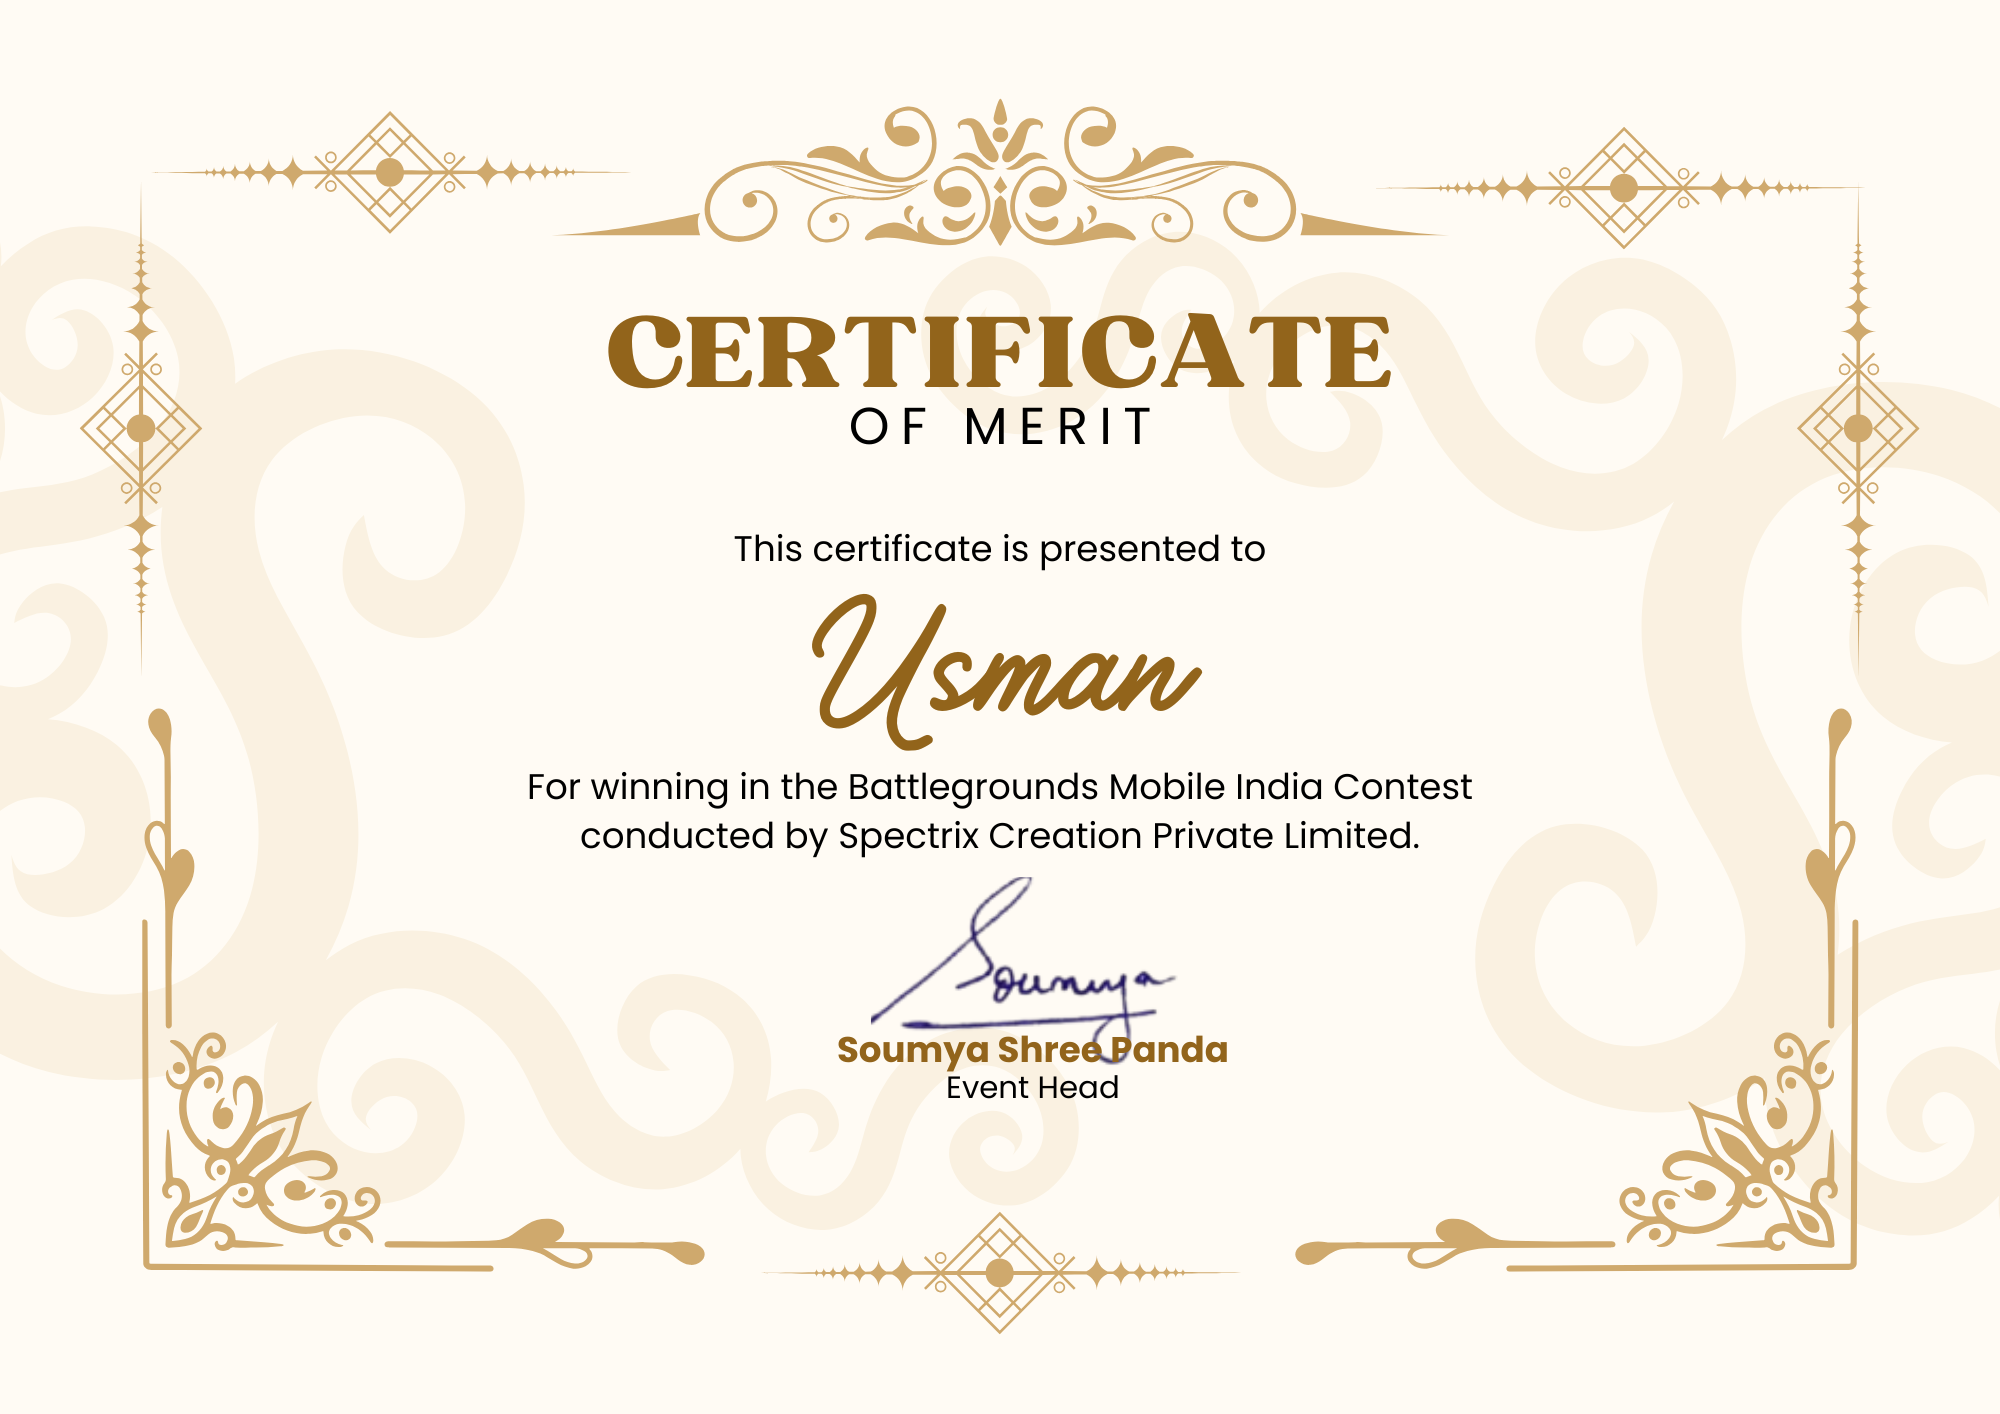 CERTIFICATE
OF MERIT
This certificate is presented to
Usman
For winning in the Battlegrounds Mobile India Contest
conducted by Spectrix Creation Private Limited.
Soumya
Soumya Shree Panda
Event Head